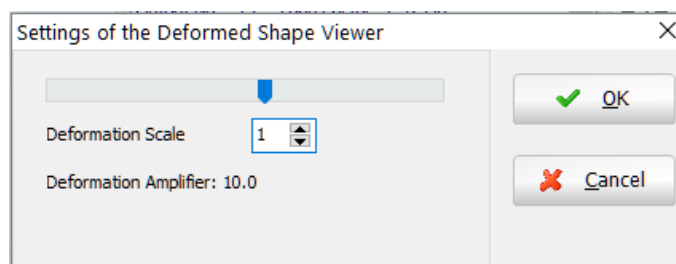 Settings of the Deformed Shape Viewer
OK
Deformation Scale
1
Deformation Amplifier: 10.0
Cancel